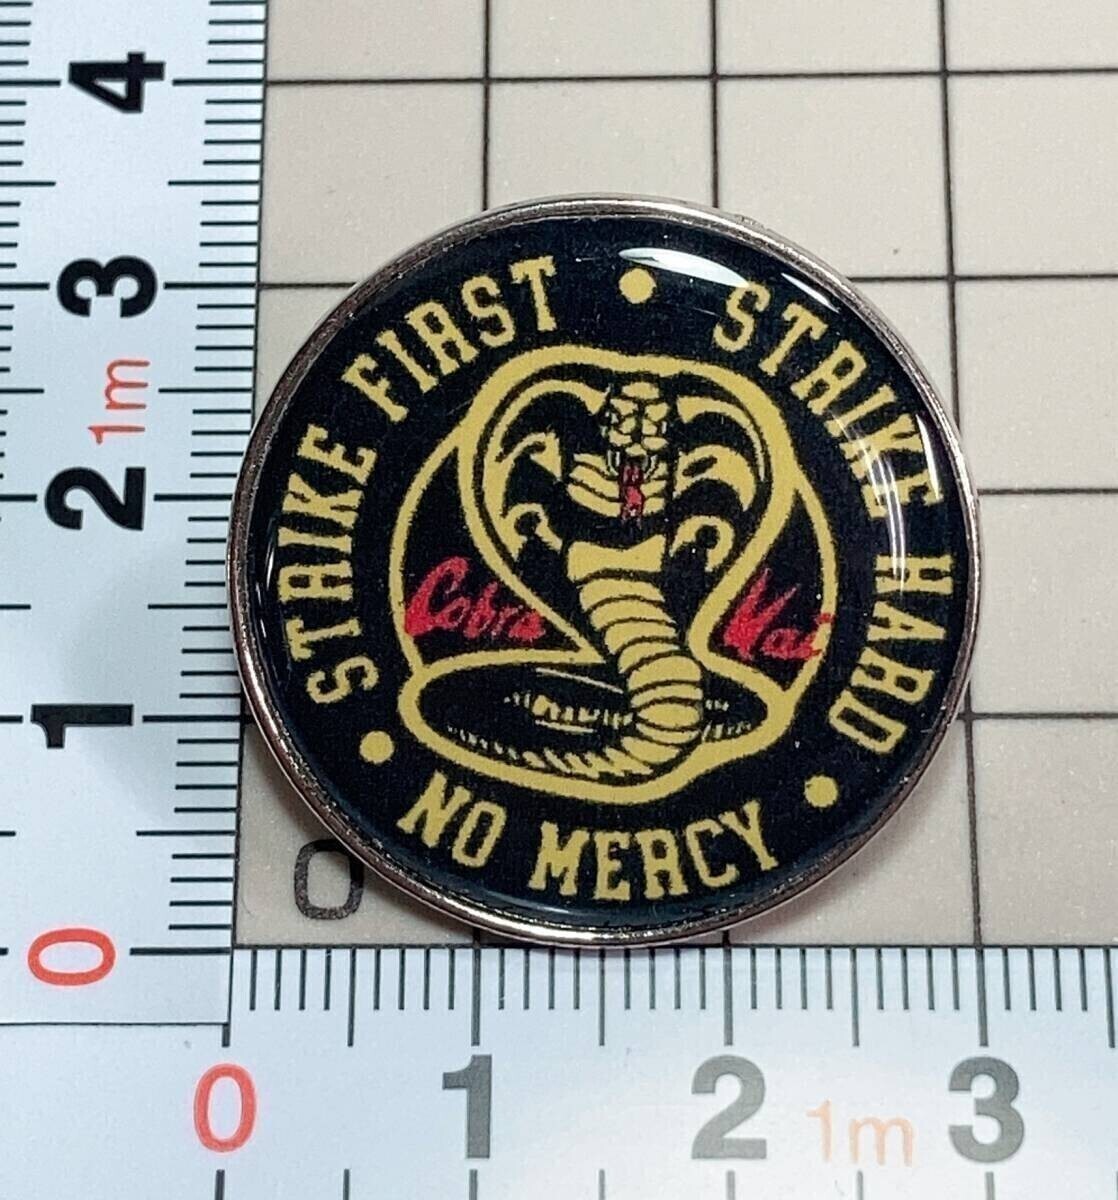 4
3
1m
2
1
0
STRIKE FIRST • STRIKE HARD •
Cobra Kai
NO MERCY •
0
0 1 2 1m 3